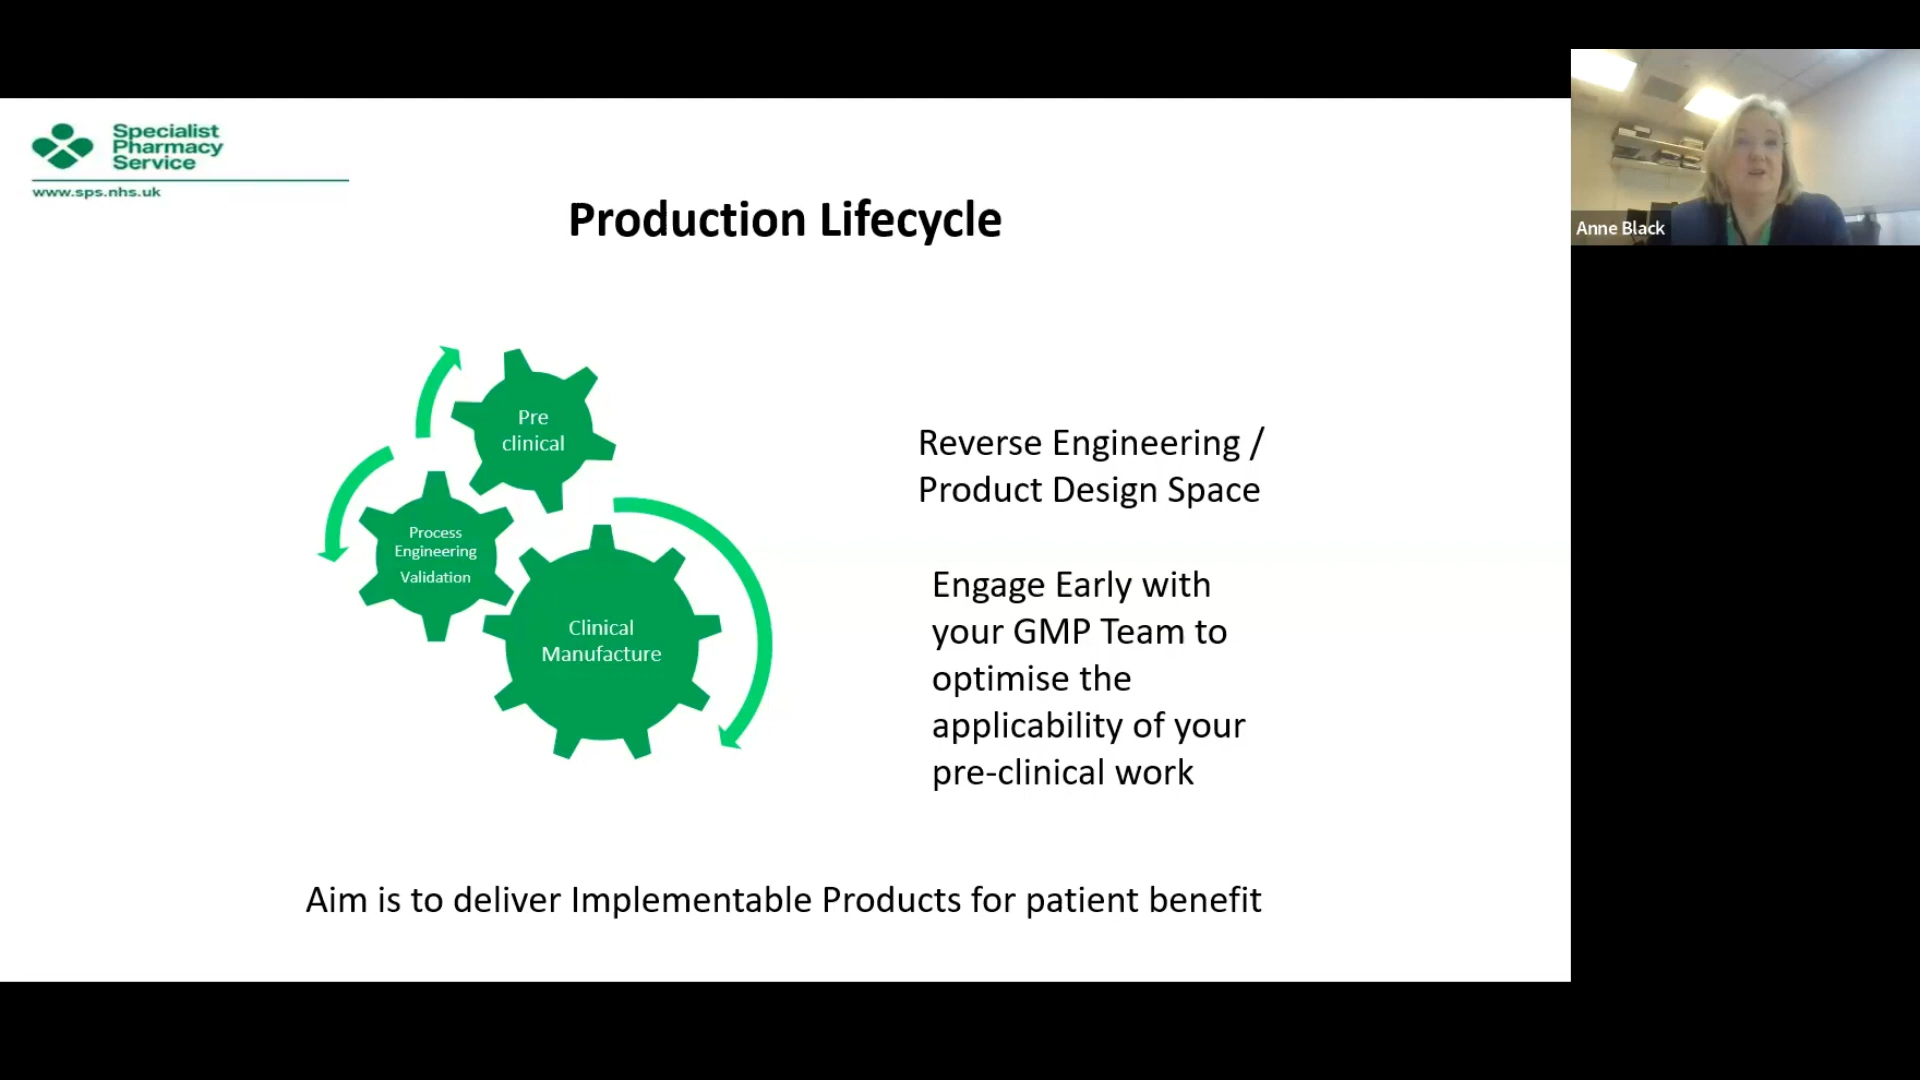 Specialist
Pharmacy
Service
www.sps.nhs.uk
Production Lifecycle
Pre
clinical
Process
Engineering
Validation
Clinical
Manufacture
Reverse Engineering /
Product Design Space
Engage Early with
your GMP Team to
optimise the
applicability of your
pre-clinical work
Aim is to deliver Implementable Products for patient benefit
Anne Black